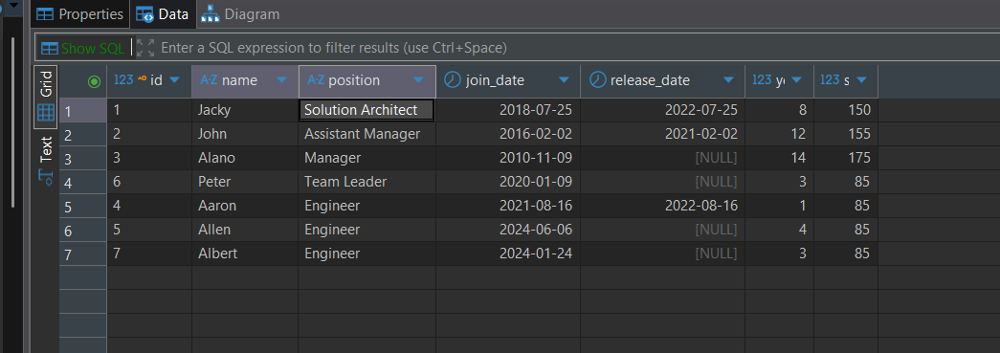 Properties Data Diagram
Show SQL Enter a SQL expression to filter results (use Ctrl+Space)
Grid
Text
123 id A-Z name A-Z position join_date release_date 123 ye 123 s
1 1 Jacky Solution Architect 2018-07-25 2022-07-25 8 150
2 2 John Assistant Manager 2016-02-02 2021-02-02 12 155
3 3 Alano Manager 2010-11-09 [NULL] 14 175
4 6 Peter Team Leader 2020-01-09 [NULL] 3 85
5 4 Aaron Engineer 2021-08-16 2022-08-16 1 85
6 5 Allen Engineer 2024-06-06 [NULL] 4 85
7 7 Albert Engineer 2024-01-24 [NULL] 3 85